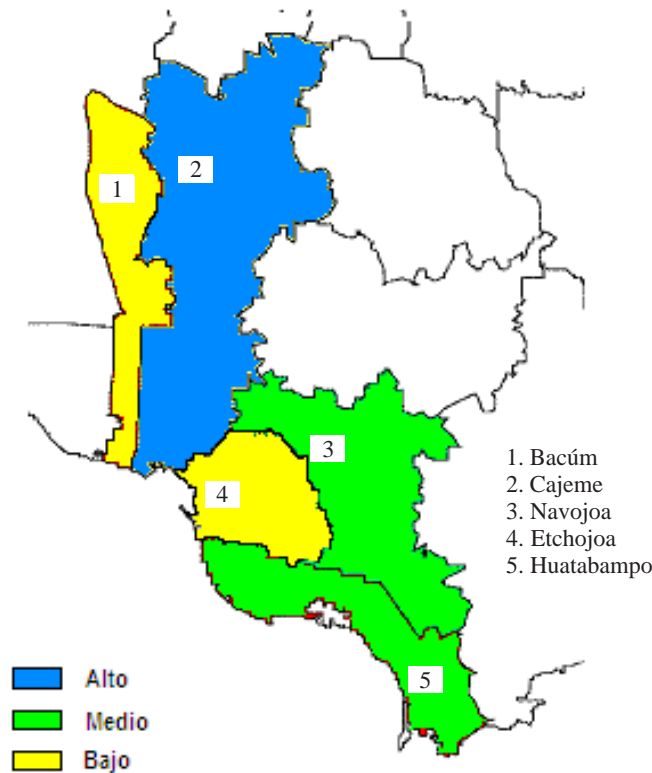 1
2
3
4
5
1. Bacúm
2. Cajeme
3. Navojoa
4. Etchojoa
5. Huatabampo
Alto
Medio
Bajo